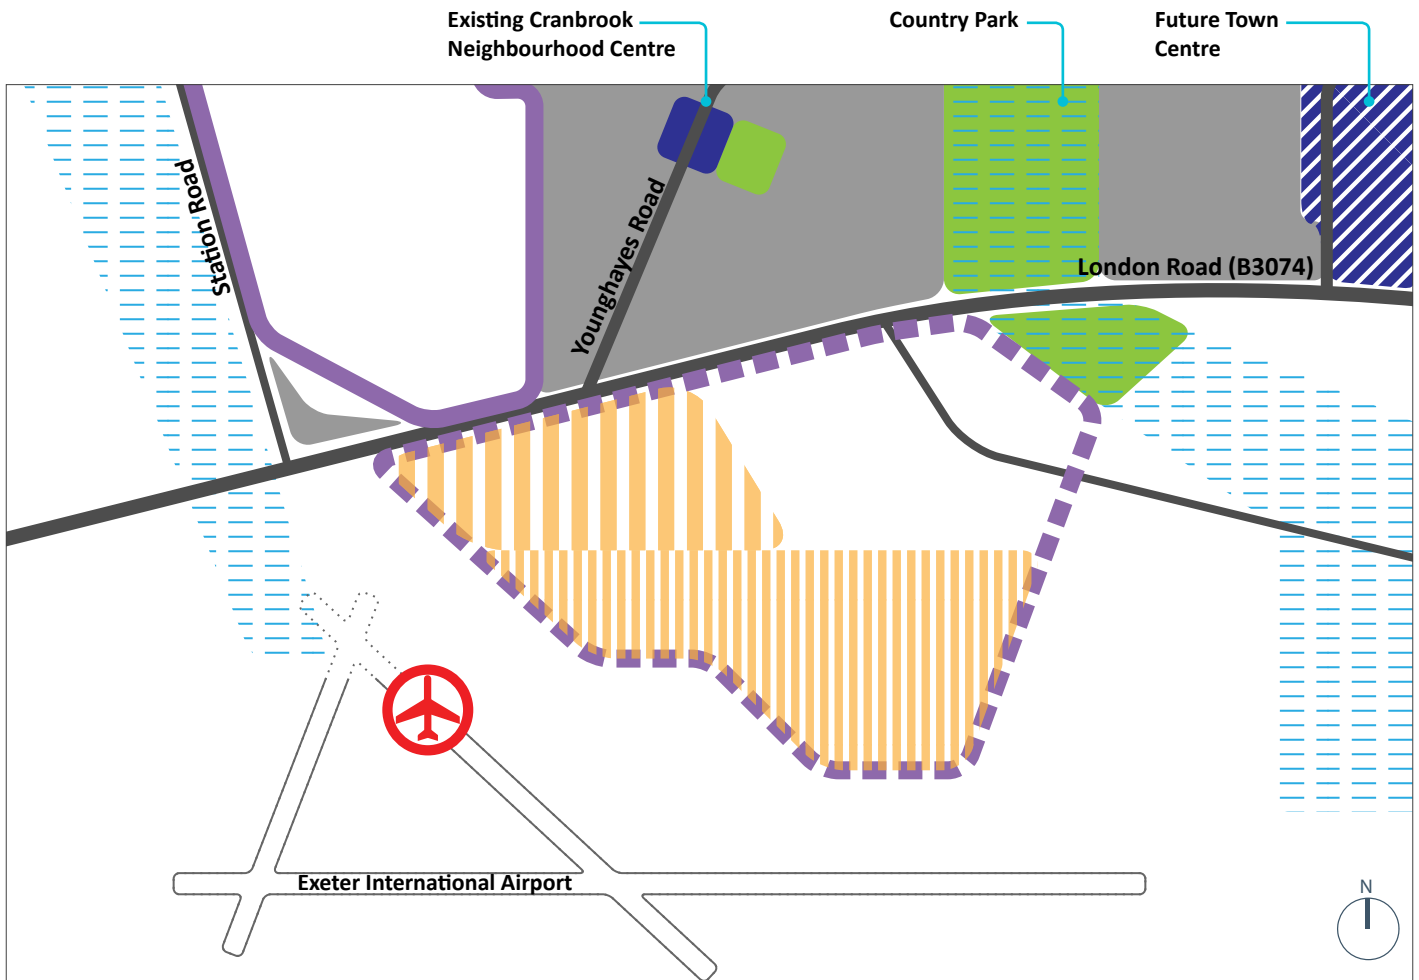 Existing Cranbrook
Neighbourhood Centre
Country Park
Future Town
Centre
Station Road
Younghayes Road
London Road (B3074)
Exeter International Airport
N